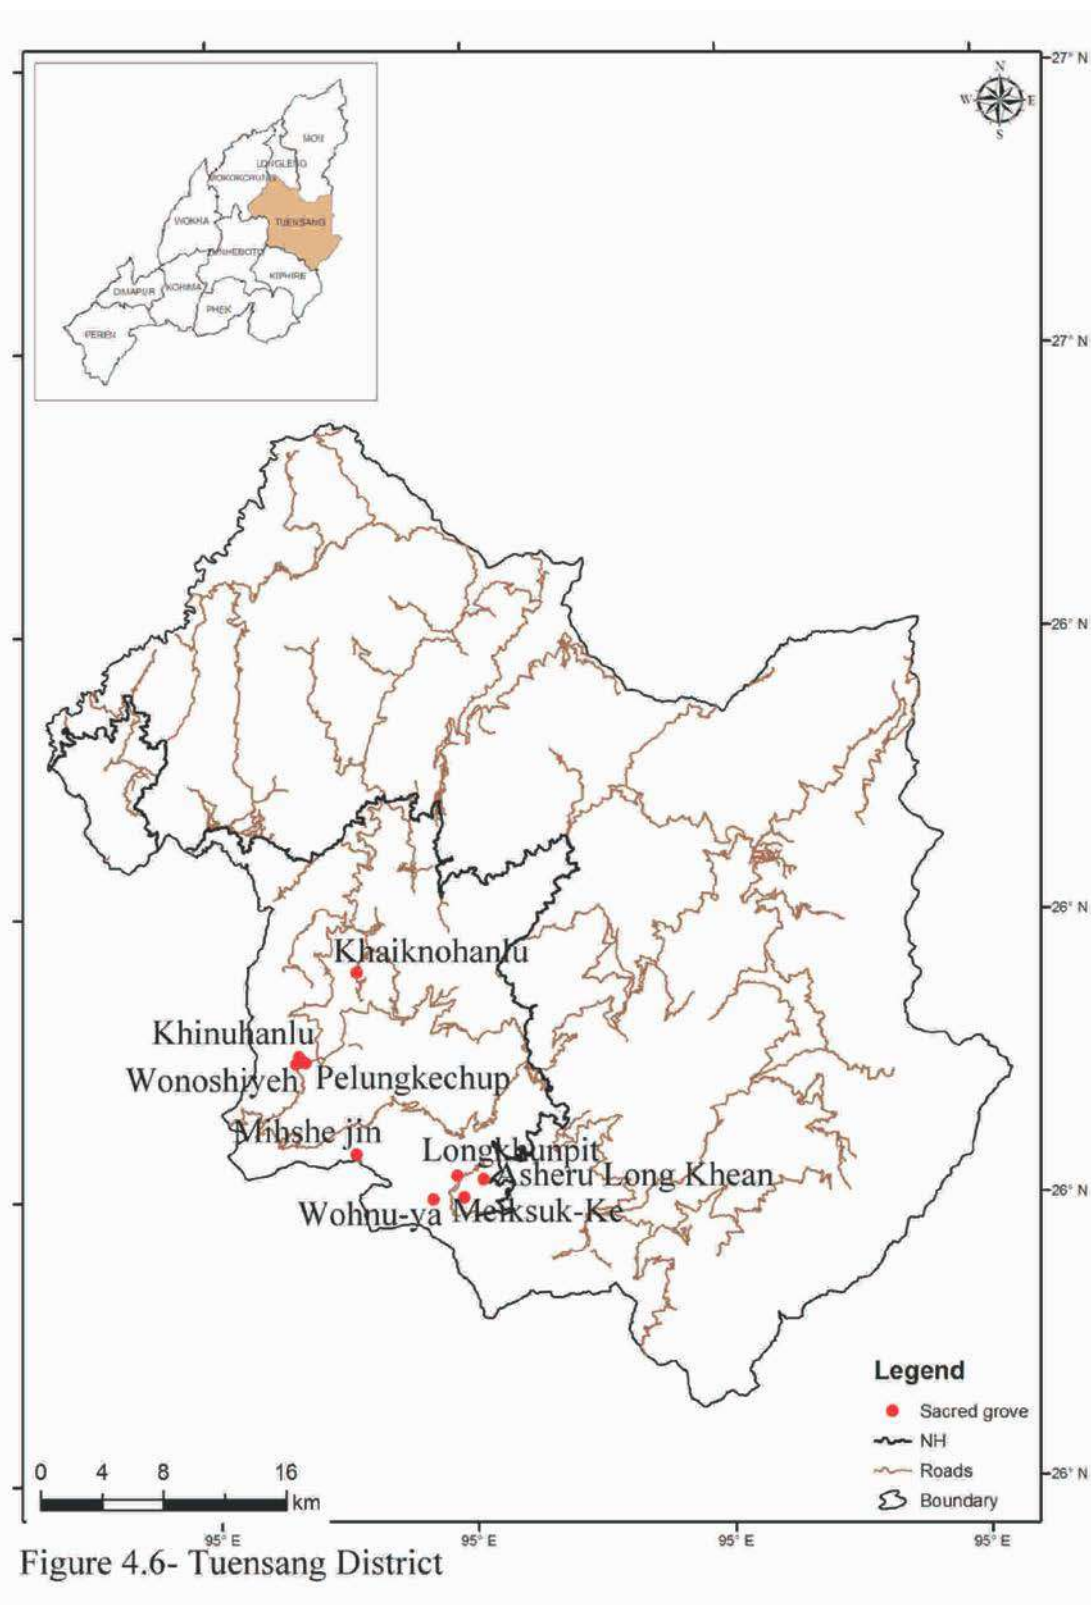 27° N
N
W E
S
MON
LONGLENG
MOKOKCHUNG
WOKHA
TUENSANG
ZUNHEBOTO
KIPHIRE
DIMAPUR
KOHIMA
PHEK
PEREN
27° N
26° N
26° N
Khaiknohanlu
Khinuhanlu
Wonoshiyeh Pelungkechup
Mihshe jin
Longkhunpit
Asheru Long Khean
26° N
Wohnu-ya Meiksuk-Ke
Legend
Sacred grove
NH
Roads
Boundary
26° N
0 4 8 16
km
95° E 95° E 95° E 95° E
Figure 4.6- Tuensang District